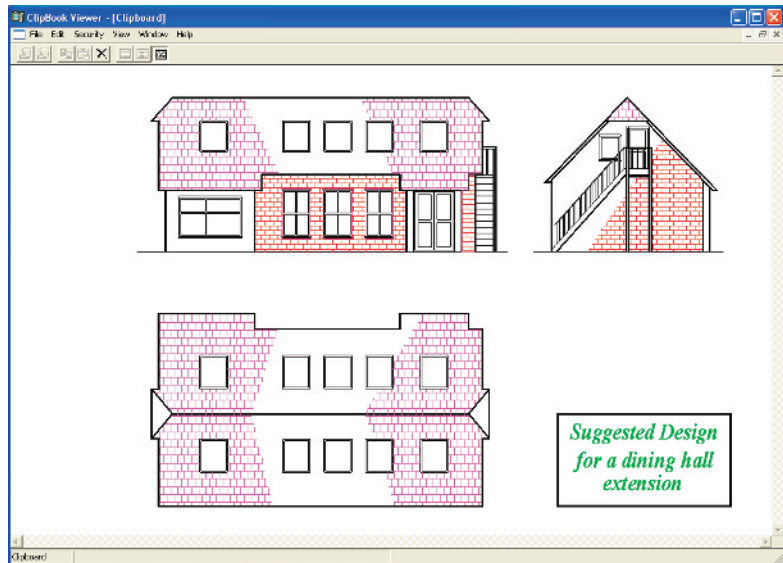 ClipBook Viewer - [Clipboard]
File Edit Security View Window Help
Suggested Design
for a dining hall
extension
Clipboard